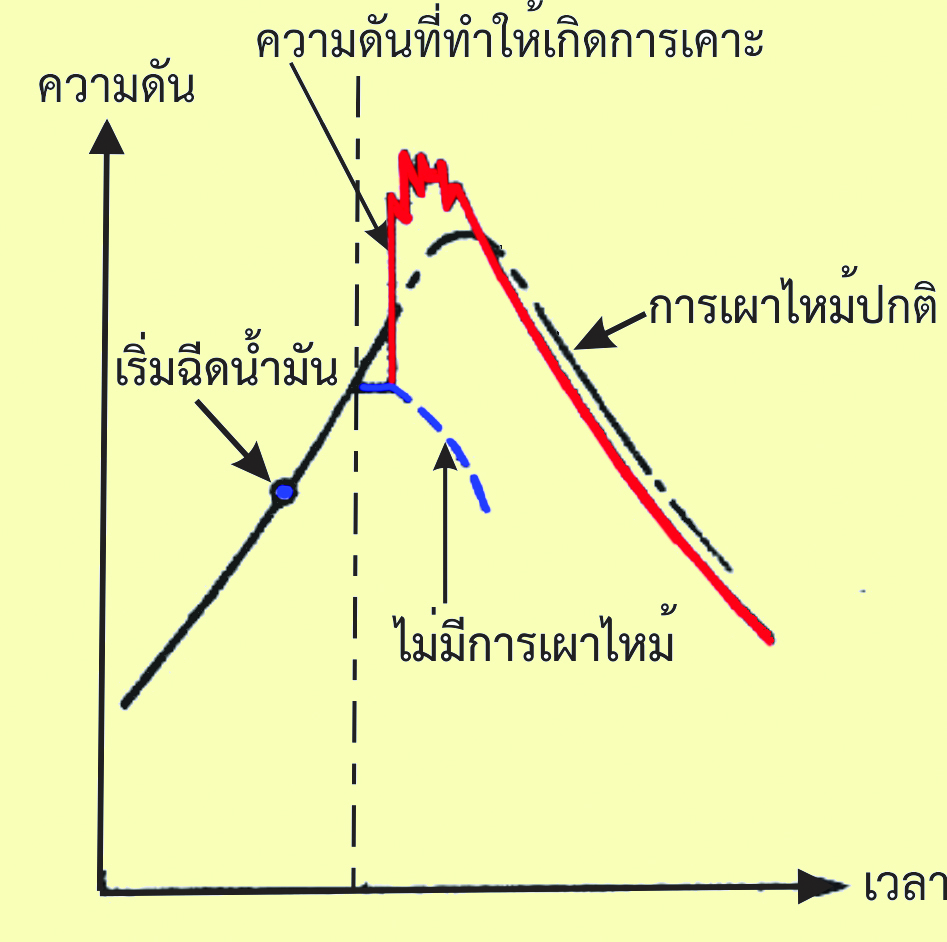 ความดันที่ทำให้เกิดการเคาะ
ความดัน
การเผาไหม้ปกติ
เริ่มฉีดน้ำมัน
ไม่มีการเผาไหม้
เวลา